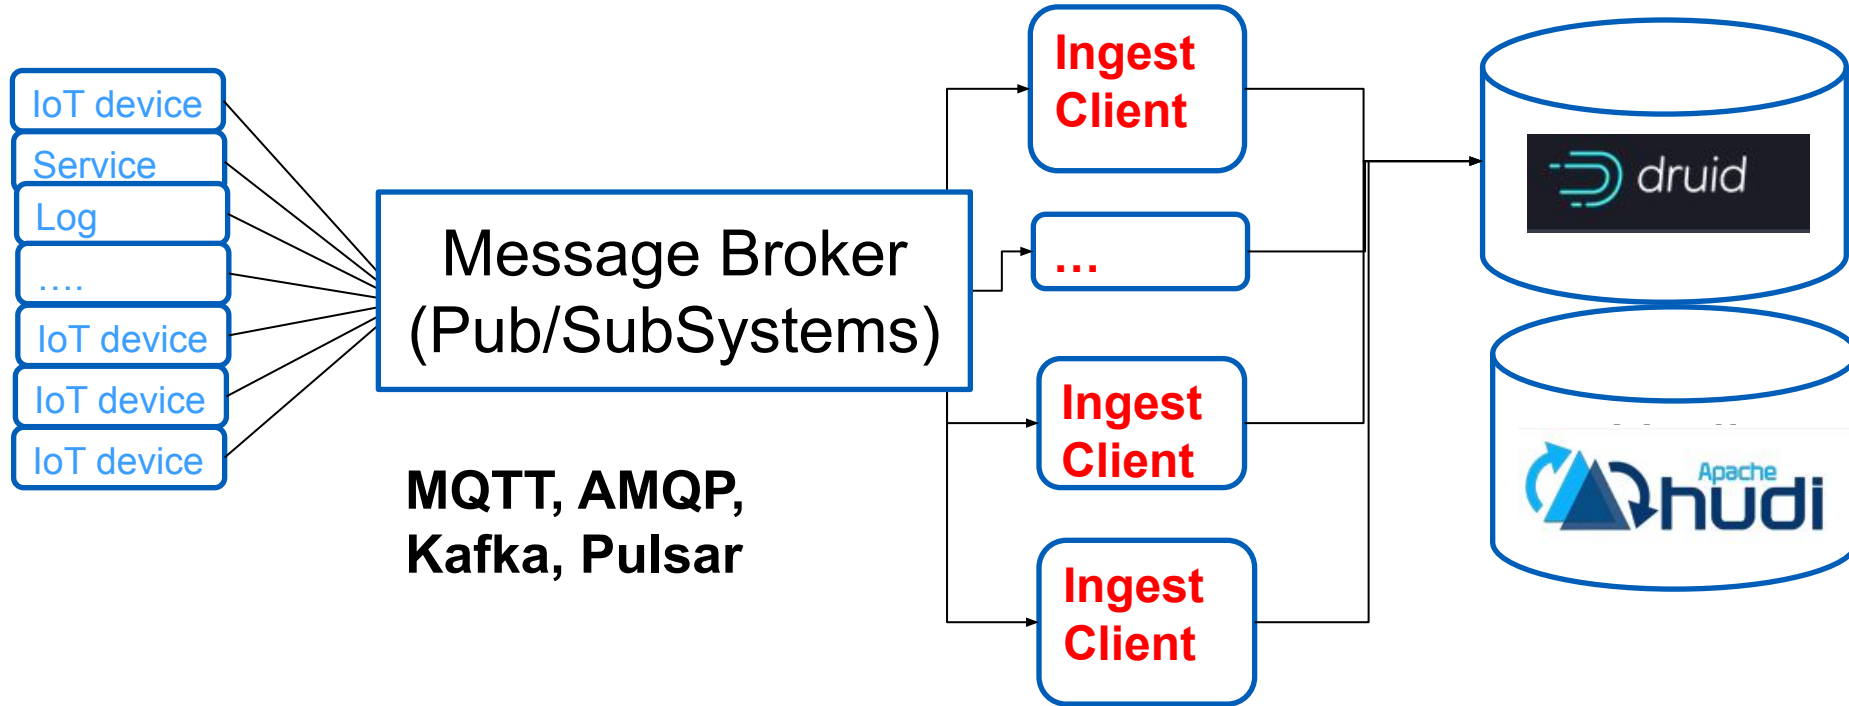 IoT device
Service
Log
....
IoT device
IoT device
IoT device
Message Broker
(Pub/SubSystems)
MQTT, AMQP,
Kafka, Pulsar
Ingest
Client
...
Ingest
Client
Ingest
Client
druid
Apache
hudi